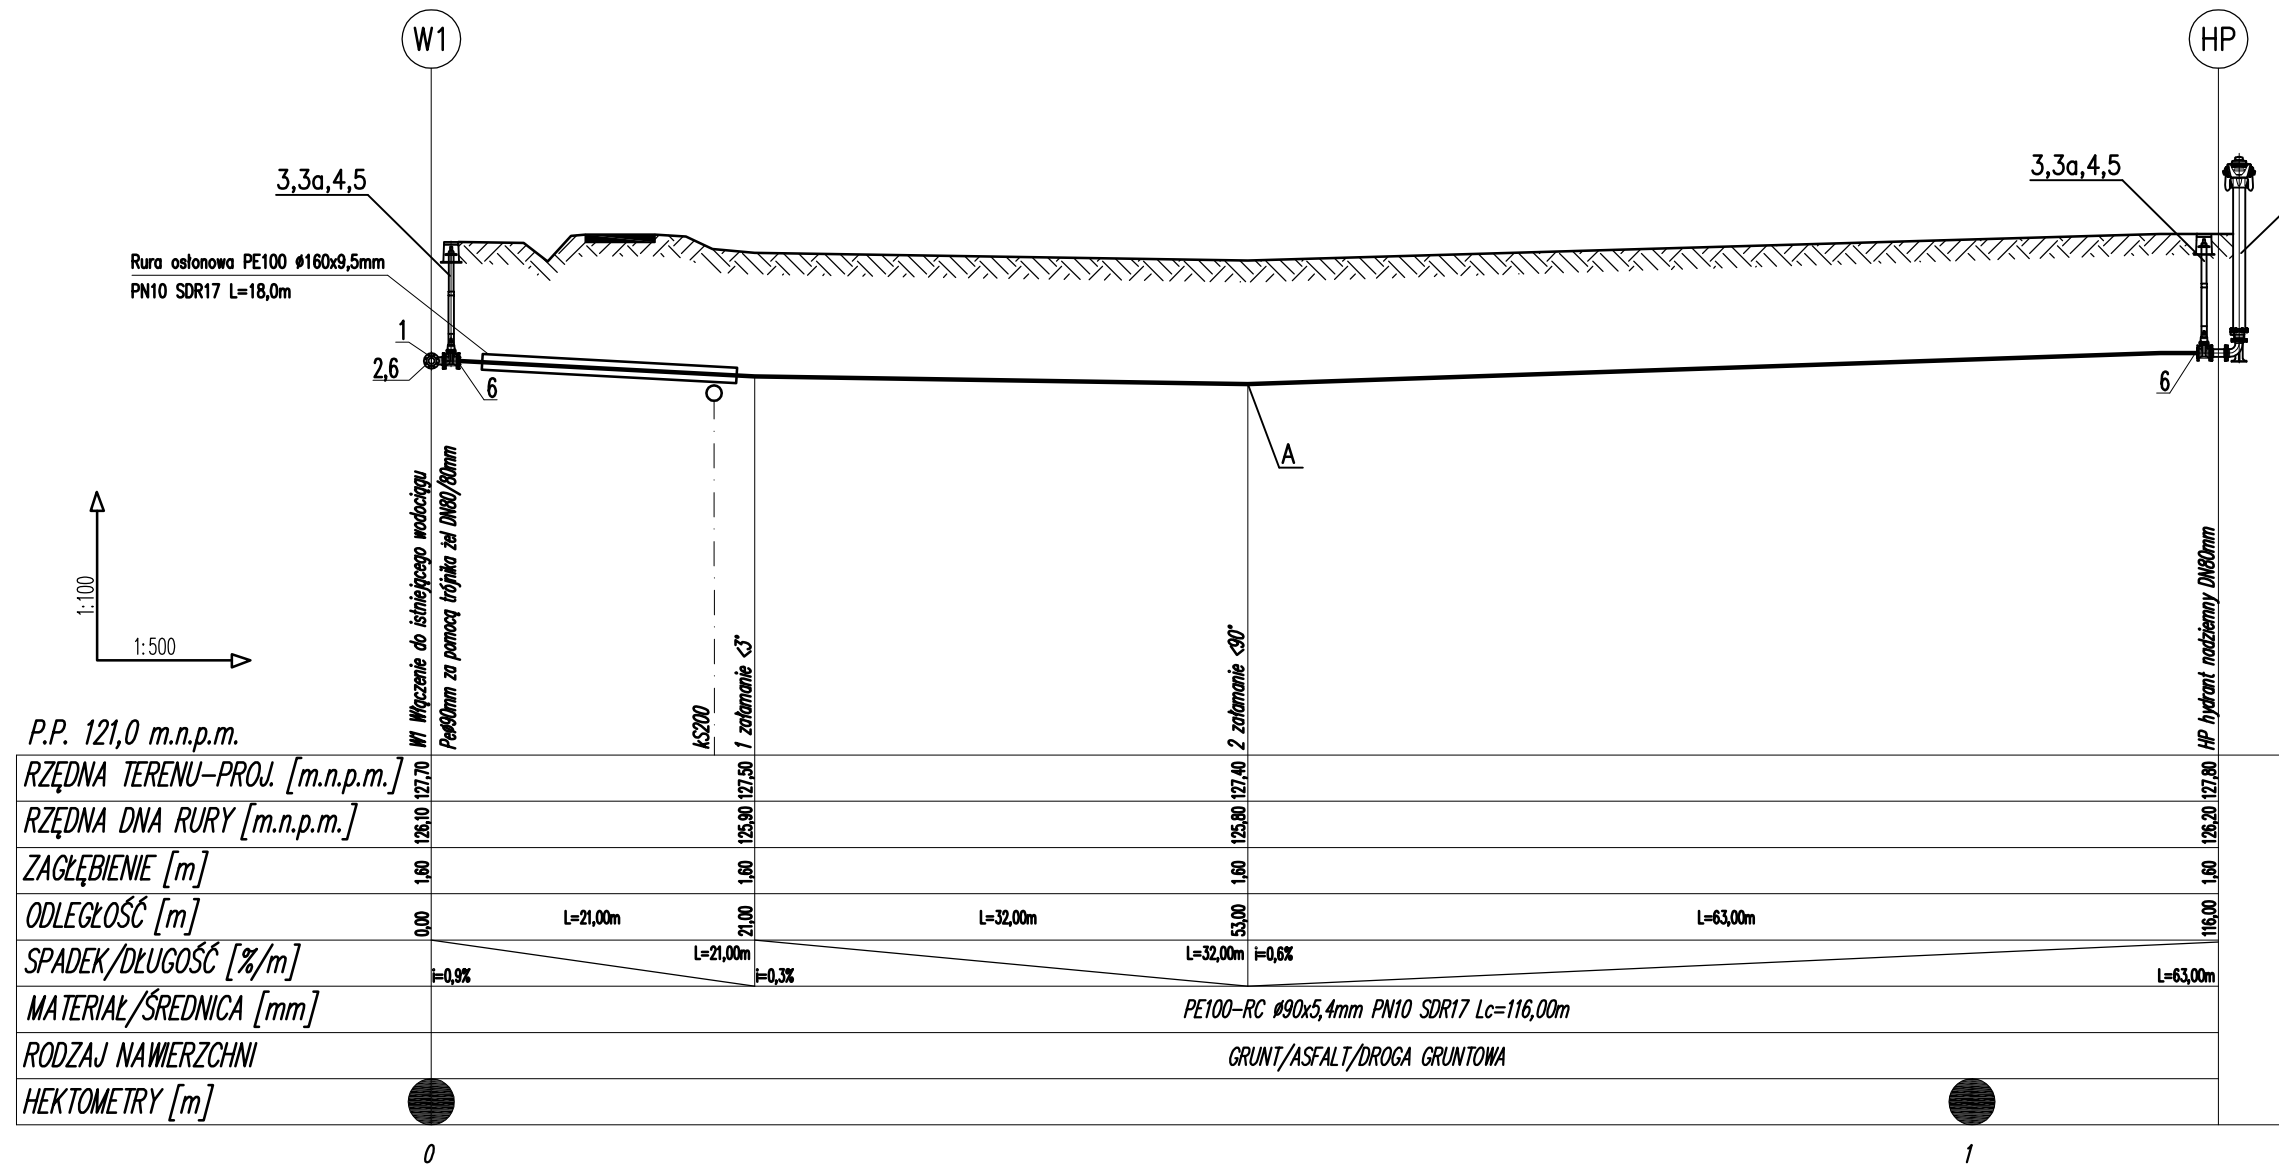 W1
HP
3,3a,4,5
3,3a,4,5
Rura osłonowa PE100 ø160x9,5mm
PN10 SDR17 L=18,0m
1
2,6
6
6
A
1:100
1:500
W1 Włączenie do istniejącego wodociągu
Peø90mm za pomocą trójnika żel DN80/80mm
kS200
1 załamanie <3°
2 załamanie <90°
HP hydrant nadziemny DN80mm
P.P. 121,0 m.n.p.m.
RZĘDNA TERENU-PROJ. [m.n.p.m.] 127,70 127,50 127,40 127,80
RZĘDNA DNA RURY [m.n.p.m.] 126,10 125,90 125,80 126,20
ZAGŁĘBIENIE [m] 1,60 1,60 1,60 1,60
ODLEGŁOŚĆ [m] 0,00 L=21,00m 21,00 L=32,00m 53,00 L=63,00m 116,00
SPADEK/DŁUGOŚĆ [%/m] i=0,9% L=21,00m i=0,3% L=32,00m i=0,6% L=63,00m
MATERIAŁ/ŚREDNICA [mm] PE100-RC ø90x5,4mm PN10 SDR17 Lc=116,00m
RODZAJ NAWIERZCHNI GRUNT/ASFALT/DROGA GRUNTOWA
HEKTOMETRY [m]
0 1